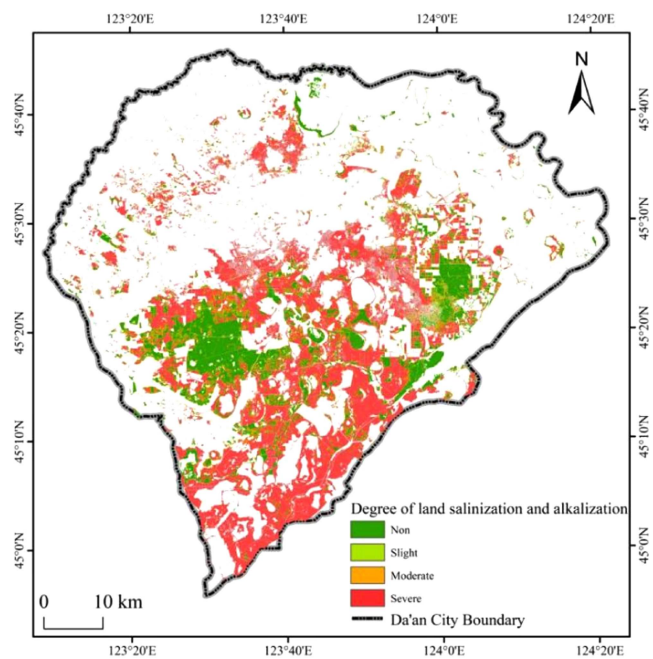 123°20'E 123°40'E 124°0'E 124°20'E
N
45°40'N 45°40'N
45°30'N 45°30'N
45°20'N 45°20'N
45°10'N 45°10'N
45°0'N 45°0'N
Degree of land salinization and alkalization
Non
Slight
Moderate
Severe
Da'an City Boundary
0 10 km
123°20'E 123°40'E 124°0'E 124°20'E